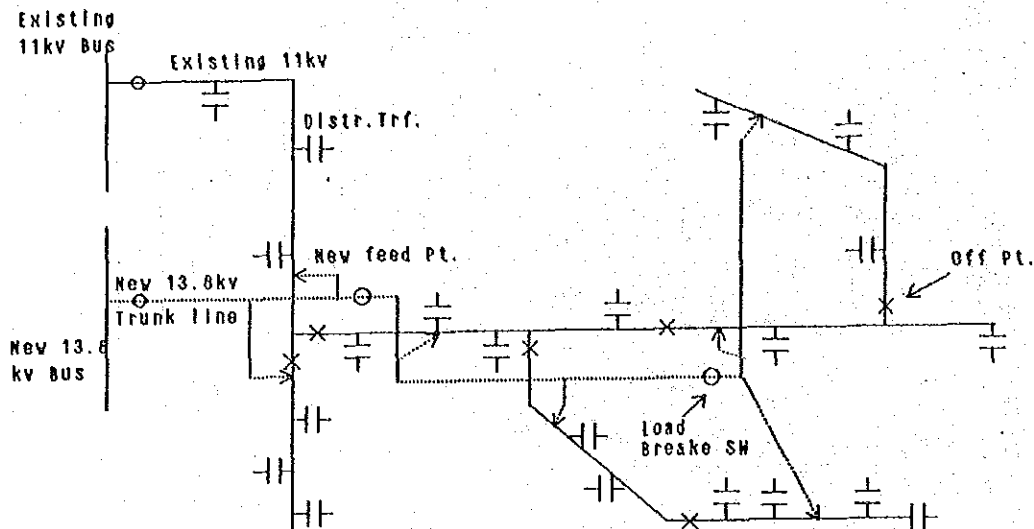 Existing
11kv Bus
Existing 11kv
Distr.Trf.
New feed Pt.
Off Pt.
New 13.8kv
Trunk line
New 13.8
kv BUS
Load
Breake SW